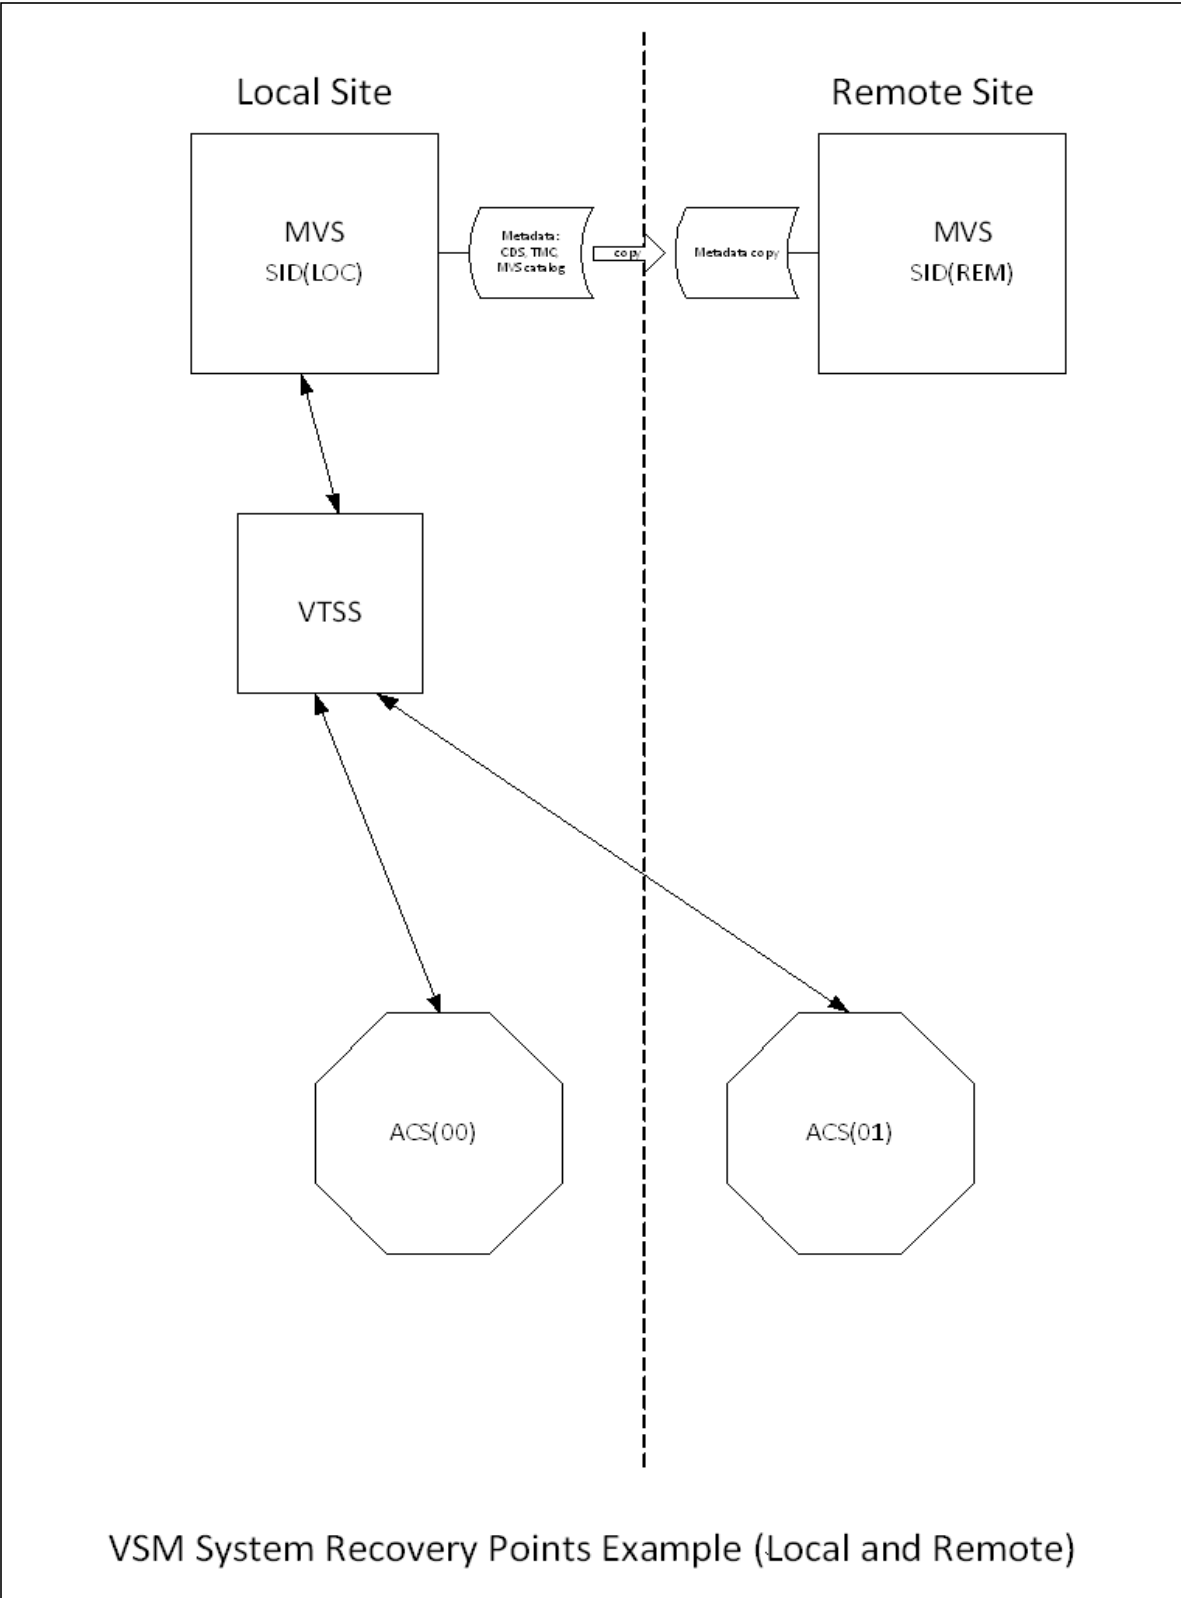 Local Site
Remote Site
MVS
SID(LOC)
Metadata:
CDS, TMC,
MVS catalog
copy
Metadata copy
MVS
SID(REM)
VTSS
ACS(00)
ACS(01)
VSM System Recovery Points Example (Local and Remote)